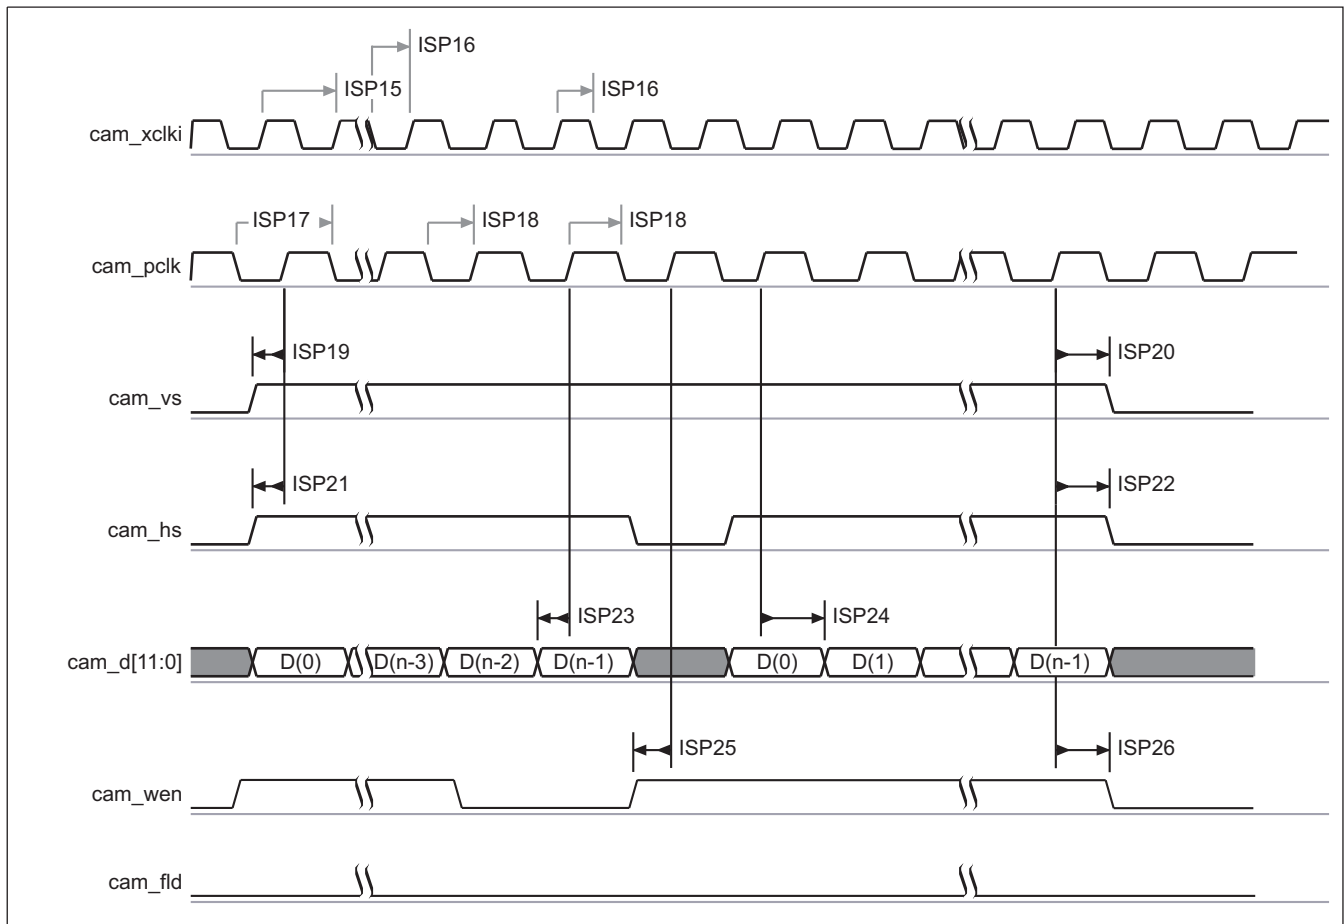 ISP16
ISP15
ISP16
cam_xclki
ISP17
ISP18
ISP18
cam_pclk
ISP19
ISP20
cam_vs
ISP21
ISP22
cam_hs
ISP23
ISP24
cam_d[11:0]
D(0)
D(n-3)
D(n-2)
D(n-1)
D(0)
D(1)
D(n-1)
ISP25
ISP26
cam_wen
cam_fld